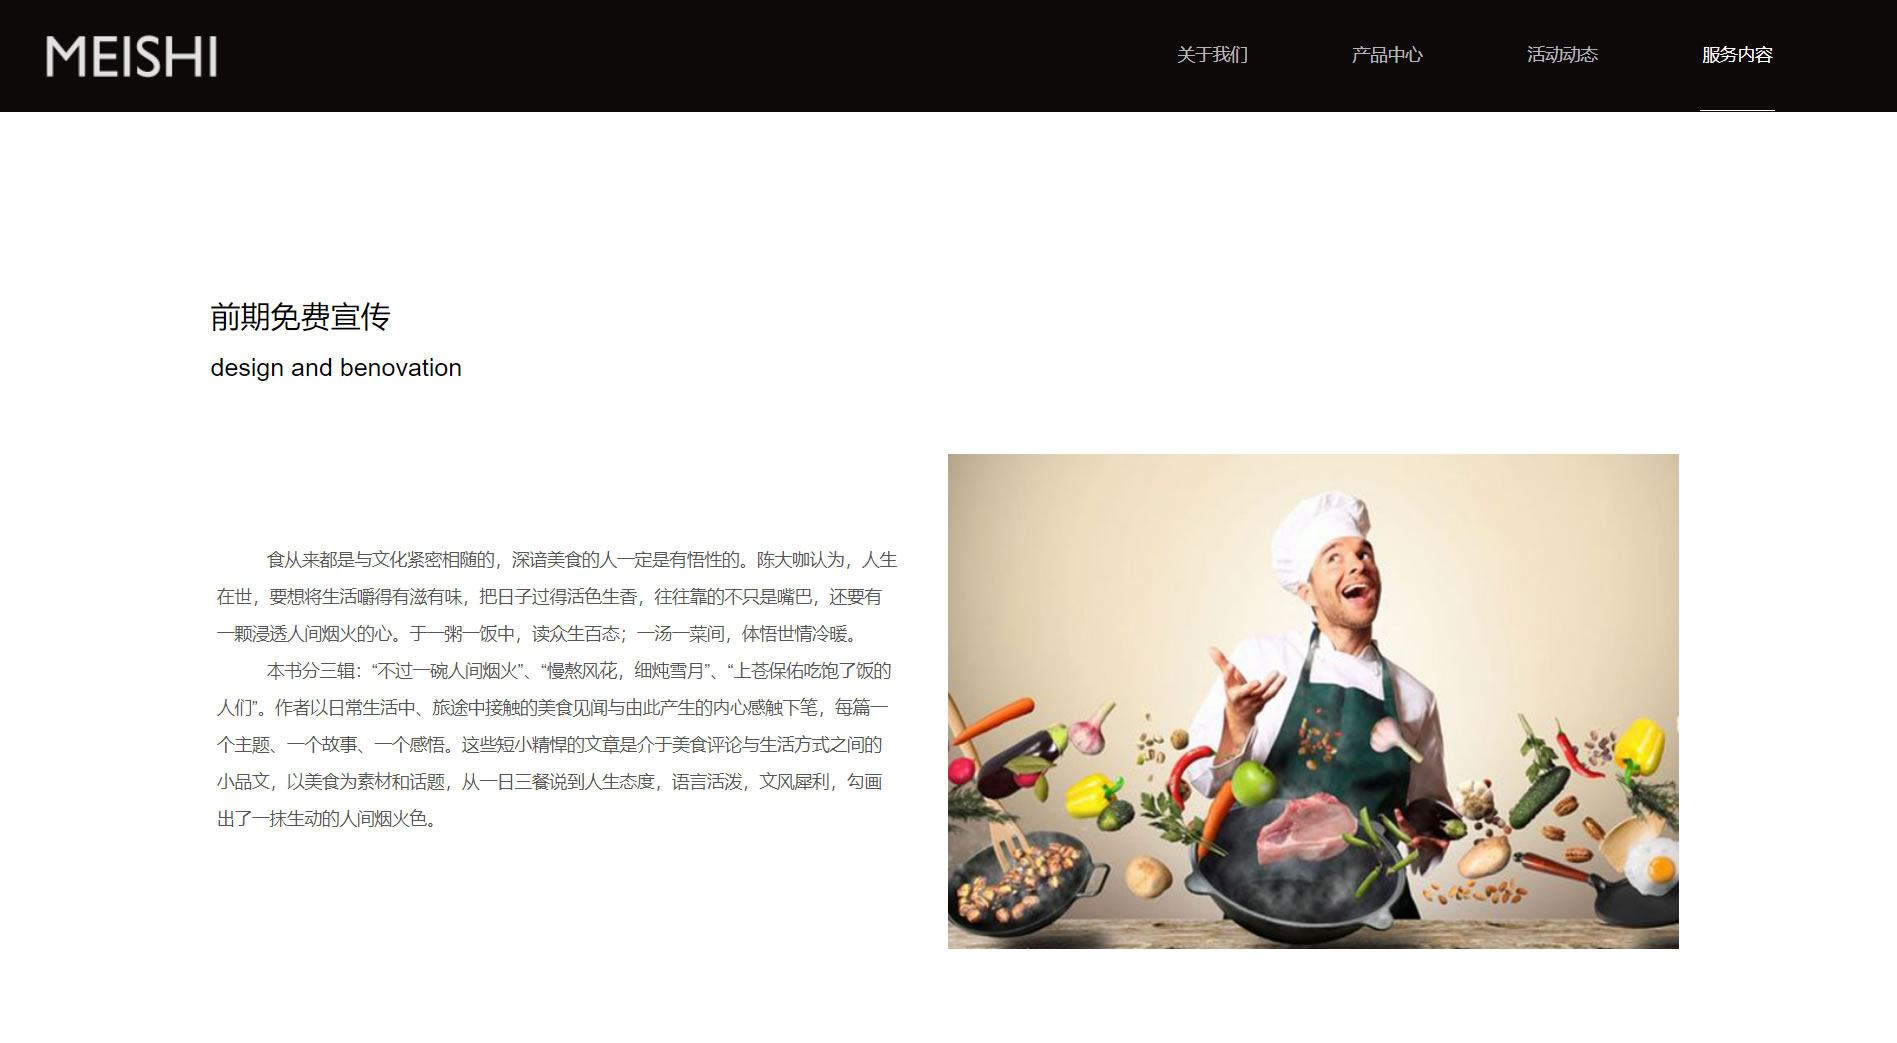 MEISHI
关于我们
产品中心
活动动态
服务内容
前期免费宣传
design and benovation
食从来都是与文化紧密相随的，深谙美食的人一定是有悟性的。陈大咖认为，人生
在世，要想将生活嚼得有滋有味，把日子过得活色生香，往往靠的不只是嘴巴，还要有
一颗浸透人间烟火的心。于一粥一饭中，读众生百态；一汤一菜间，体悟世情冷暖。
本书分三辑：“不过一碗人间烟火”、“慢熬风花，细炖雪月”、“上苍保佑吃饱了饭的
人们”。作者以日常生活中、旅途中接触的美食见闻与由此产生的内心感触下笔，每篇一
个主题、一个故事、一个感悟。这些短小精悍的文章是介于美食评论与生活方式之间的
小品文，以美食为素材和话题，从一日三餐说到人生态度，语言活泼，文风犀利，勾画
出了一抹生动的人间烟火色。